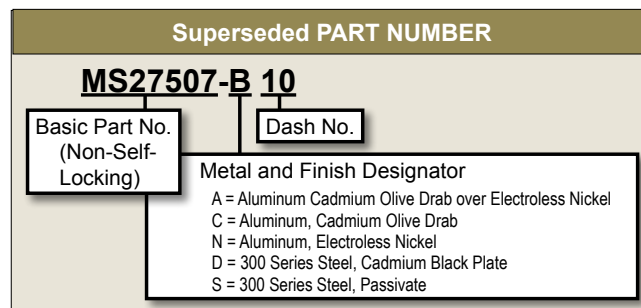 Superseded PART NUMBER
MS27507-B 10
Basic Part No.
(Non-Self-
Locking)
Dash No.
Metal and Finish Designator
A = Aluminum Cadmium Olive Drab over Electroless Nickel
C = Aluminum, Cadmium Olive Drab
N = Aluminum, Electroless Nickel
D = 300 Series Steel, Cadmium Black Plate
S = 300 Series Steel, Passivate